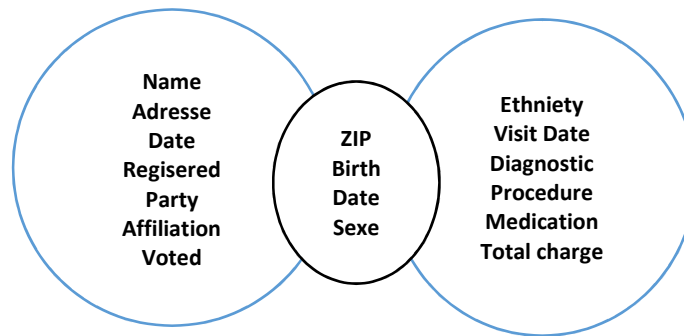 Name
Adresse
Date
Regisered
Party
Affiliation
Voted
ZIP
Birth
Date
Sexe
Ethniety
Visit Date
Diagnostic
Procedure
Medication
Total charge